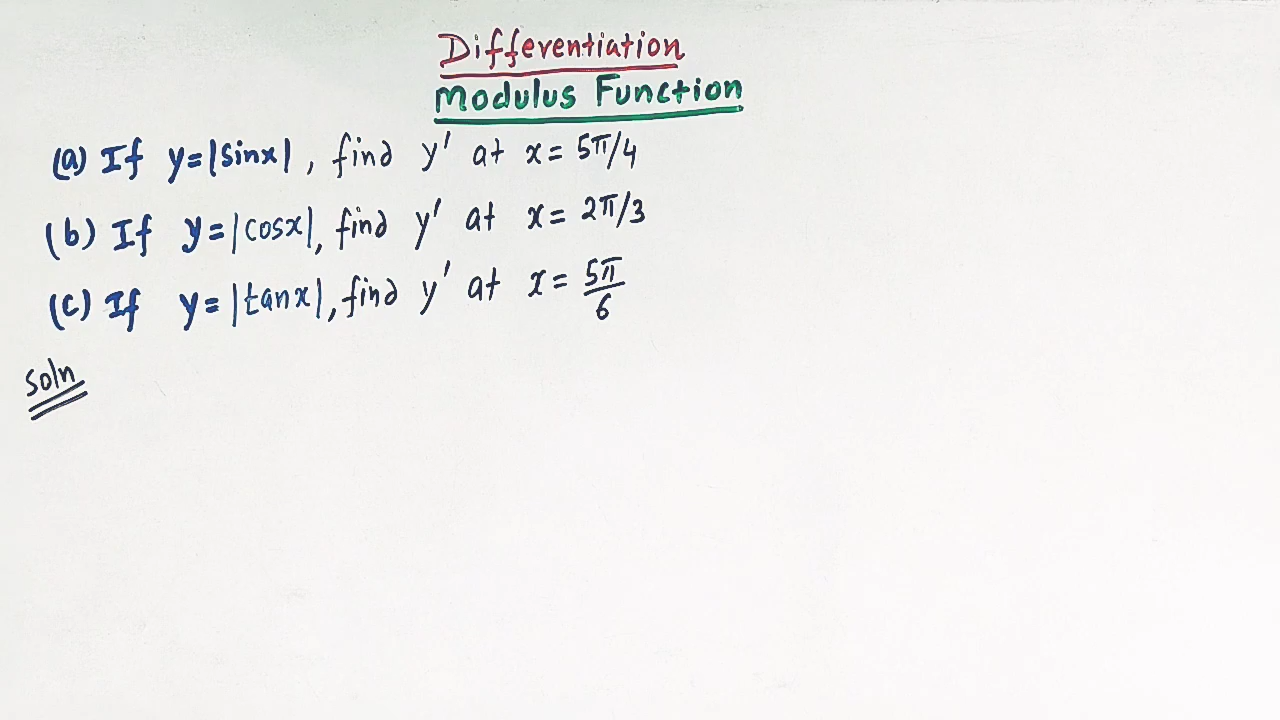 Differentiation
Modulus Function
(a) If y=|sinx|, find y' at x= 5π/4
(b) If y=|cosx|, find y' at x= 2π/3
(c) If y=|tanx|, find y' at x= 5π/6
Soln